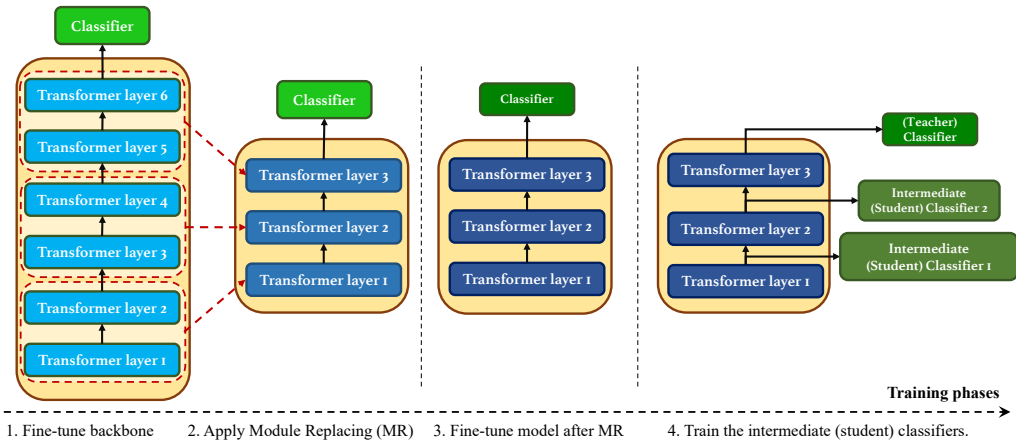 Classifier
Transformer layer 6
Transformer layer 5
Transformer layer 4
Transformer layer 3
Transformer layer 2
Transformer layer 1
Classifier
Transformer layer 3
Transformer layer 2
Transformer layer 1
Classifier
Transformer layer 3
Transformer layer 2
Transformer layer 1
(Teacher)
Classifier
Transformer layer 3
Intermediate
(Student) Classifier 2
Transformer layer 2
Intermediate
(Student) Classifier 1
Transformer layer 1
Training phases
1. Fine-tune backbone
2. Apply Module Replacing (MR)
3. Fine-tune model after MR
4. Train the intermediate (student) classifiers.